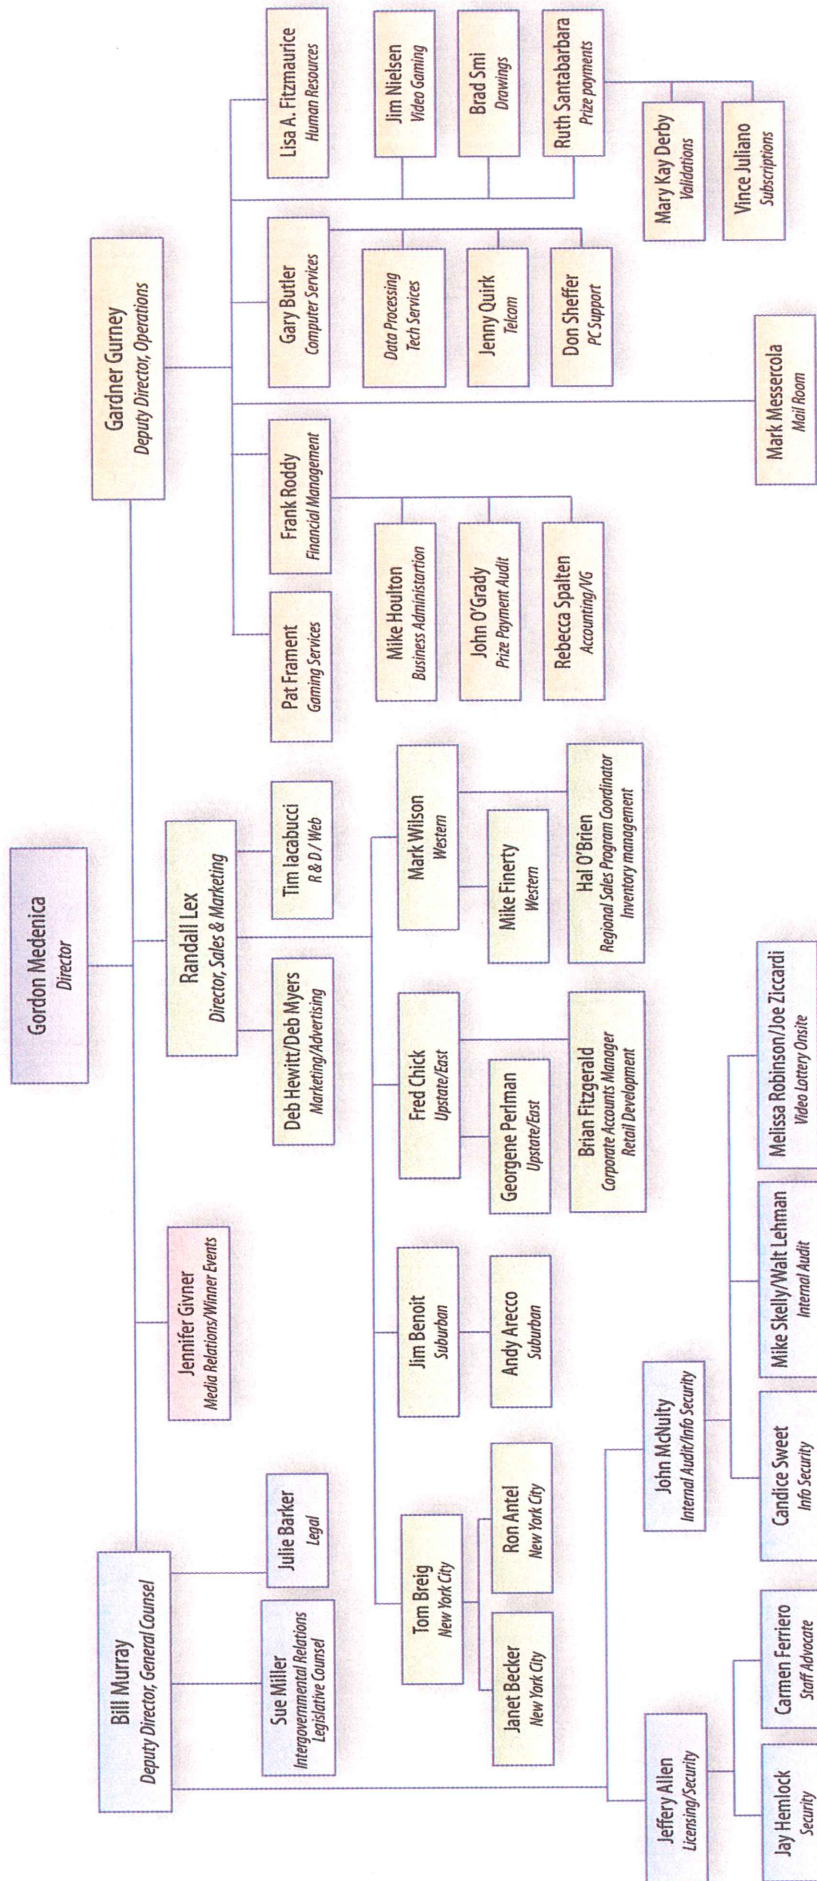 Gordon Medenica
Director
Bill Murray
Deputy Director, General Counsel
Jennifer Givner
Media Relations/Winner Events
Randall Lex
Director, Sales & Marketing
Gardner Gurney
Deputy Director, Operations
Sue Miller
Intergovernmental Relations
Legislative Counsel
Julie Barker
Legal
Deb Hewitt/Deb Myers
Marketing/Advertising
Tim Iacabucci
R & D / Web
Pat Frament
Gaming Services
Frank Roddy
Financial Management
Gary Butler
Computer Services
Lisa A. Fitzmaurice
Human Resources
Tom Breig
New York City
Jim Benoit
Suburban
Fred Chick
Upstate/East
Mark Wilson
Western
Mike Houlton
Business Administartion
Data Processing
Tech Services
Jim Nielsen
Video Gaming
Janet Becker
New York City
Ron Antel
New York City
Andy Arecco
Suburban
Georgene Perlman
Upstate/East
Mike Finerty
Western
John O'Grady
Prize Payment Audit
Jenny Quirk
Telcom
Brad Smi
Drawings
Brian Fitzgerald
Corporate Accounts Manager
Retail Development
Hal O'Brien
Regional Sales Program Coordinator
Inventory management
Rebecca Spalten
Accounting/VG
Don Sheffer
PC Support
Ruth Santabarbara
Prize payments
Jeffery Allen
Licensing/Security
John McNulty
Internal Audit/Info Security
Mary Kay Derby
Validations
Vince Juliano
Subscriptions
Jay Hemlock
Security
Carmen Ferriero
Staff Advocate
Candice Sweet
Info Security
Mike Skelly/Walt Lehman
Internal Audit
Melissa Robinson/Joe Ziccardi
Video Lottery Onsite
Mark Messercola
Mail Room